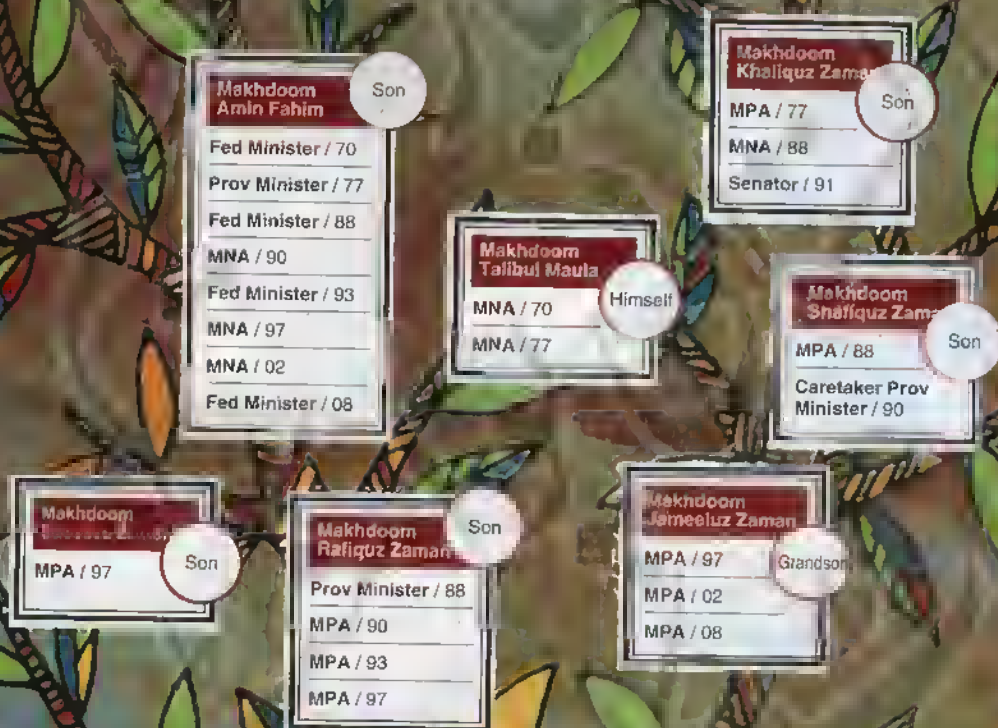 Makhdoom
Amin Fahim
Son
Fed Minister / 70
Prov Minister / 77
Fed Minister / 88
MNA / 90
Fed Minister / 93
MNA / 97
MNA / 02
Fed Minister / 08
Makhdoom
Khaliquz Zaman
Son
MPA / 77
MNA / 88
Senator / 91
Makhdoom
Talibul Maula
Himself
MNA / 70
MNA / 77
Makhdoom
Shafiquz Zaman
Son
MPA / 88
Caretaker Prov
Minister / 90
Makhdoom
Son
MPA / 97
Makhdoom
Rafiquz Zaman
Son
Prov Minister / 88
MPA / 90
MPA / 93
MPA / 97
Makhdoom
Jameeluz Zaman
Grandson
MPA / 97
MPA / 02
MPA / 08